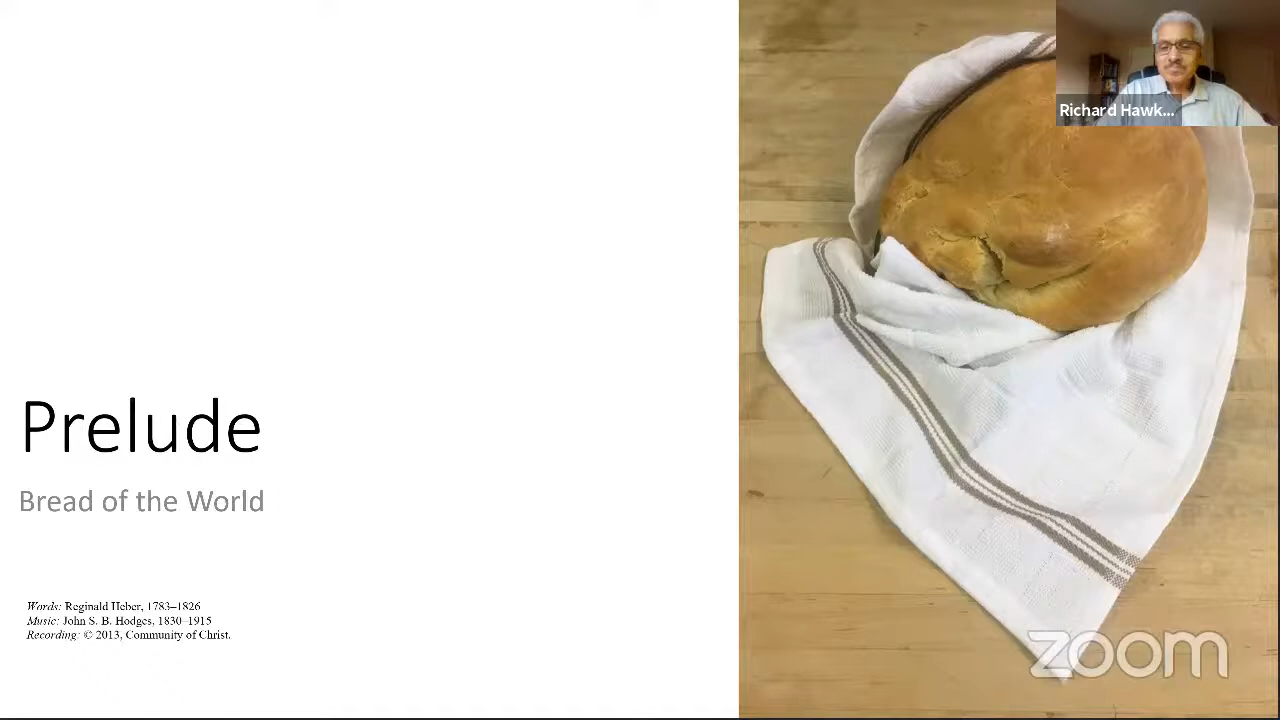 Richard Hawk...
Prelude
Bread of the World
Words: Reginald Heber, 1783–1826
Music: John S. B. Hodges, 1830–1915
Recording: © 2013, Community of Christ.
zoom